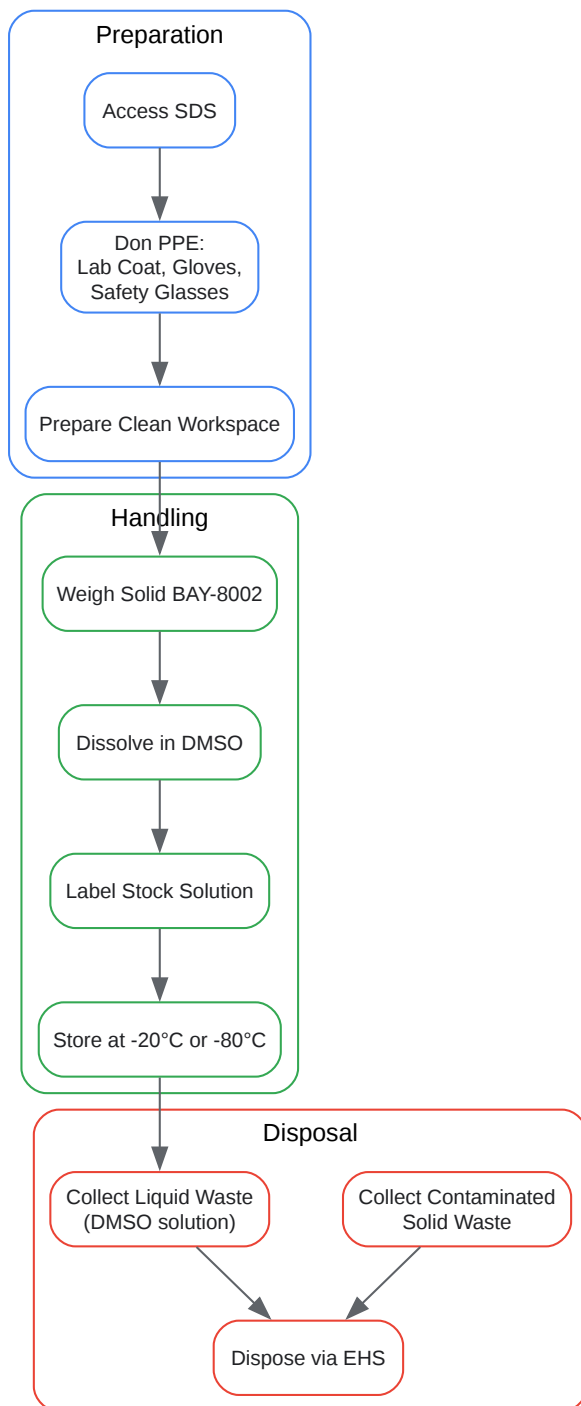 Preparation
Access SDS
Don PPE:
Lab Coat, Gloves,
Safety Glasses
Prepare Clean Workspace
Handling
Weigh Solid BAY-8002
Dissolve in DMSO
Label Stock Solution
Store at -20°C or -80°C
Disposal
Collect Liquid Waste
(DMSO solution)
Collect Contaminated
Solid Waste
Dispose via EHS